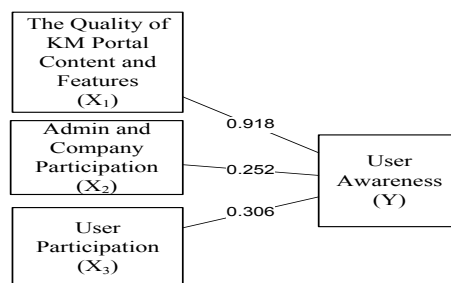 The Quality of
KM Portal
Content and
Features
(X₁)
0.918
Admin and
Company
Participation
(X₂)
0.252
User
Awareness
(Y)
0.306
User
Participation
(X₃)